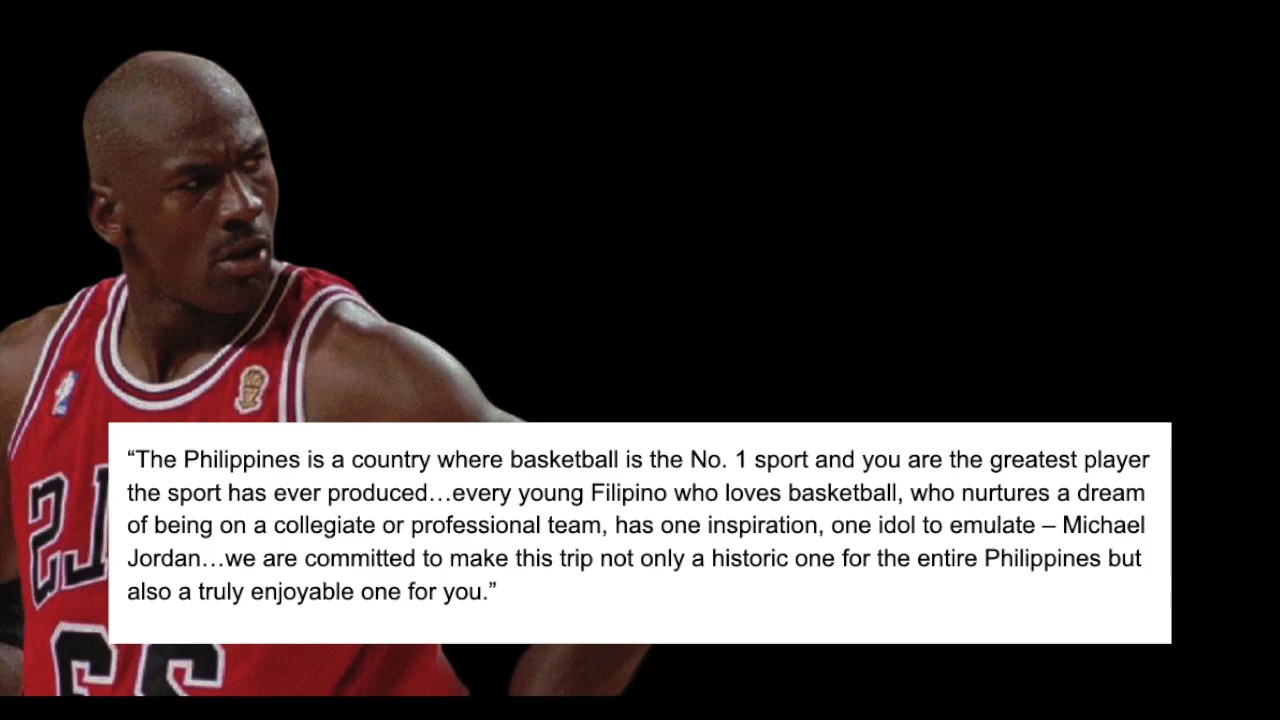 “The Philippines is a country where basketball is the No. 1 sport and you are the greatest player
the sport has ever produced…every young Filipino who loves basketball, who nurtures a dream
of being on a collegiate or professional team, has one inspiration, one idol to emulate – Michael
Jordan…we are committed to make this trip not only a historic one for the entire Philippines but
also a truly enjoyable one for you.”